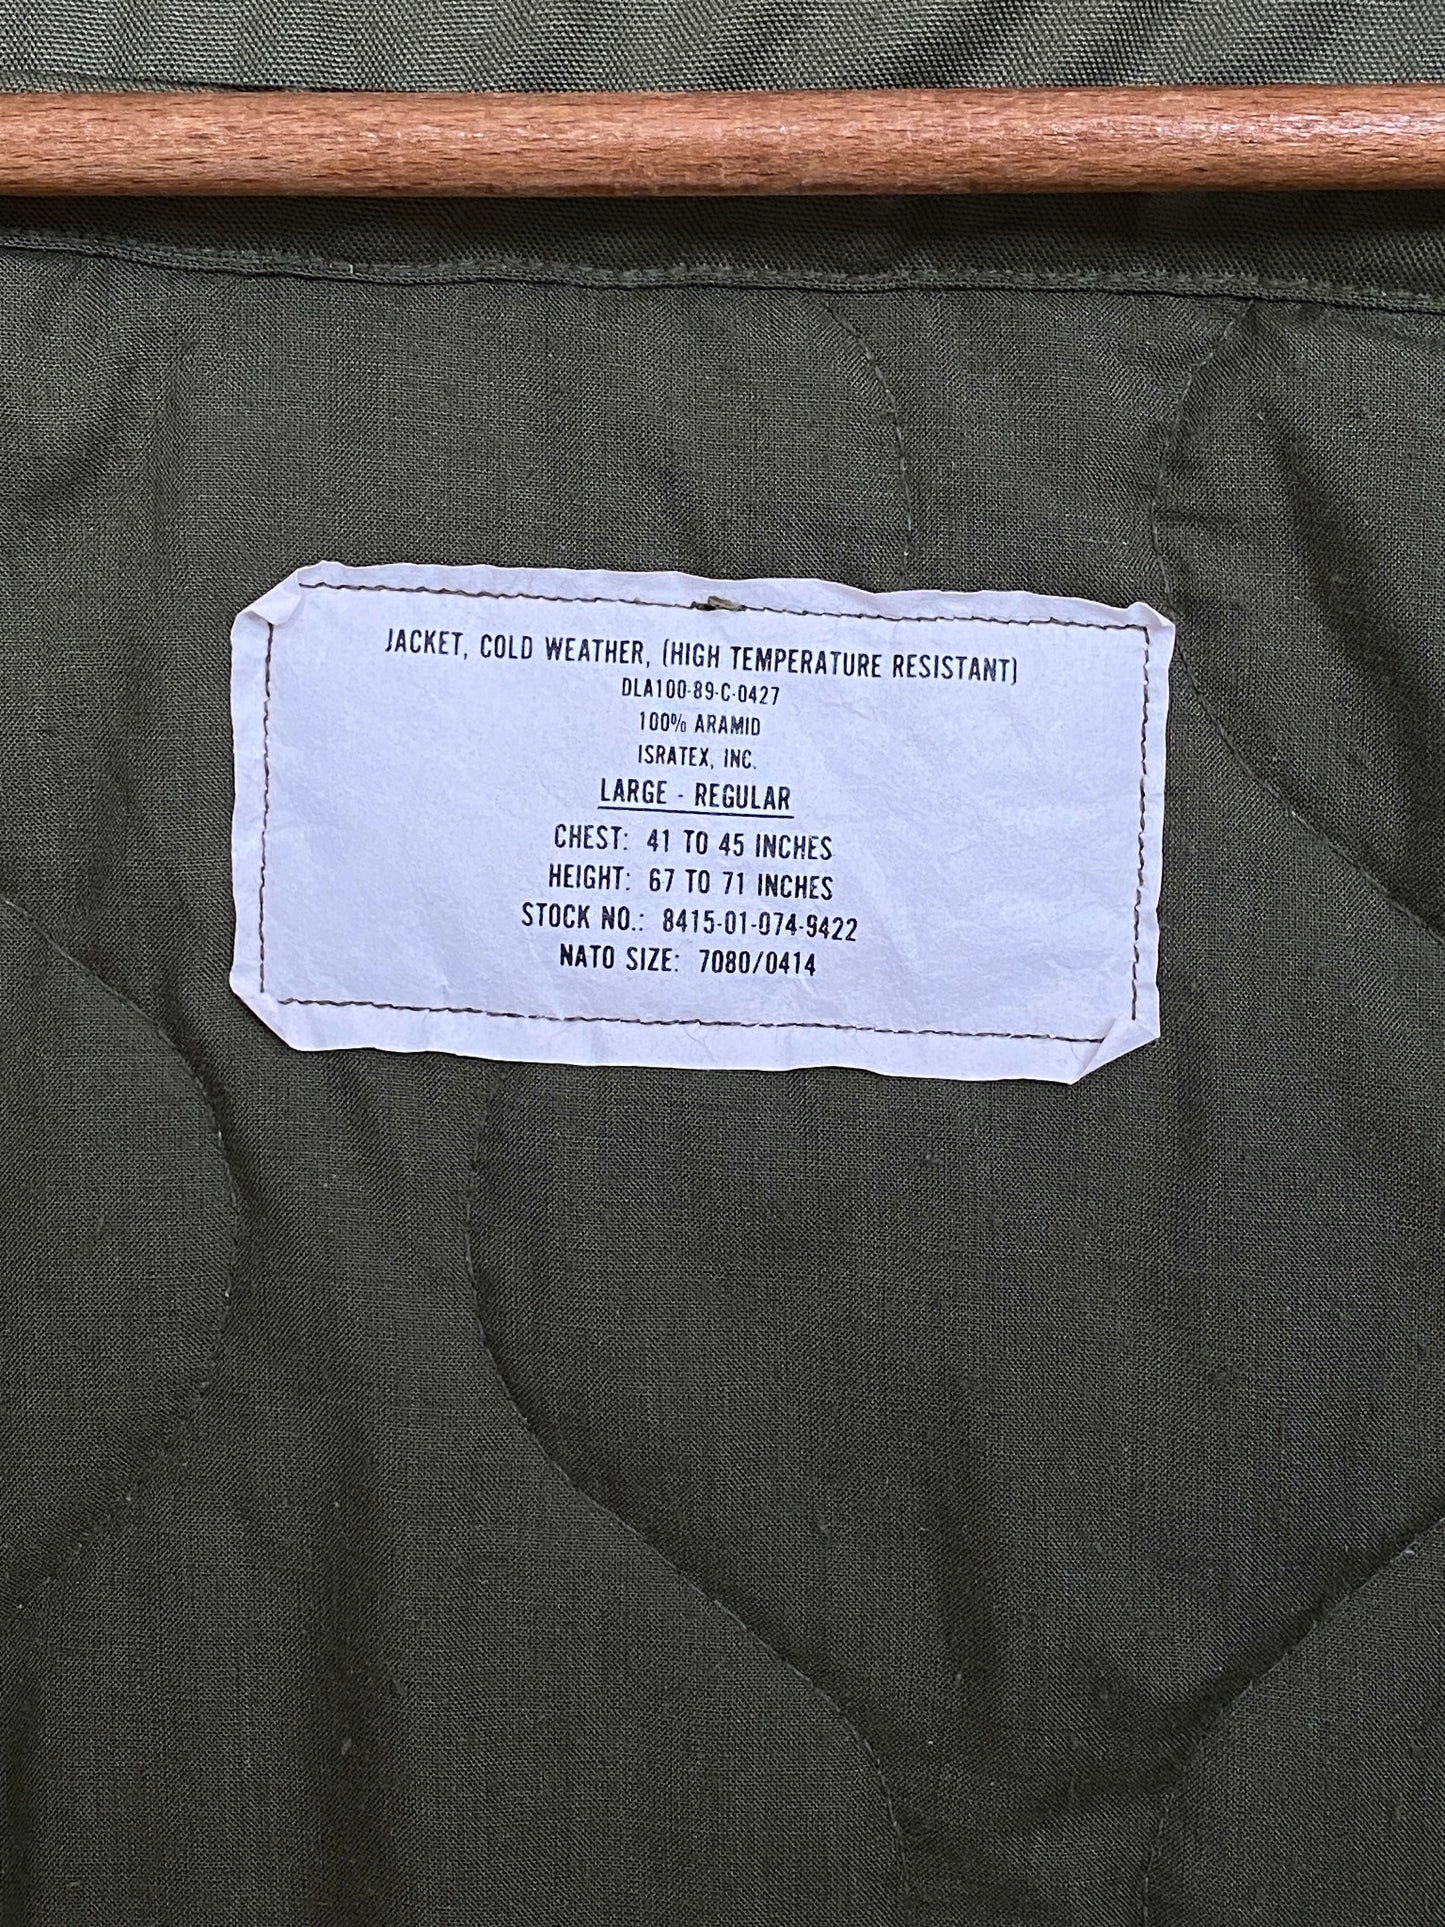 JACKET, COLD WEATHER, (HIGH TEMPERATURE RESISTANT)
DLA100-89-C-0427
100% ARAMID
ISRATEX, INC.
LARGE - REGULAR
CHEST: 41 TO 45 INCHES
HEIGHT: 67 TO 71 INCHES
STOCK NO.: 8415-01-074-9422
NATO SIZE: 7080/0414